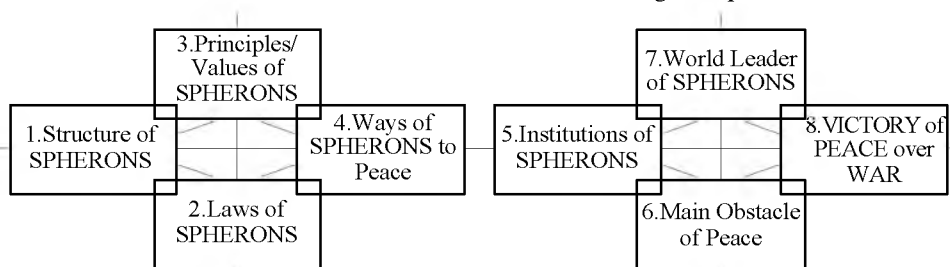 3.Principles/
Values of
SPHERONS
1.Structure of
SPHERONS
4.Ways of
SPHERONS to
Peace
2.Laws of
SPHERONS
7.World Leader
of SPHERONS
5.Institutions of
SPHERONS
8.VICTORY of
PEACE over
WAR
6.Main Obstacle
of Peace